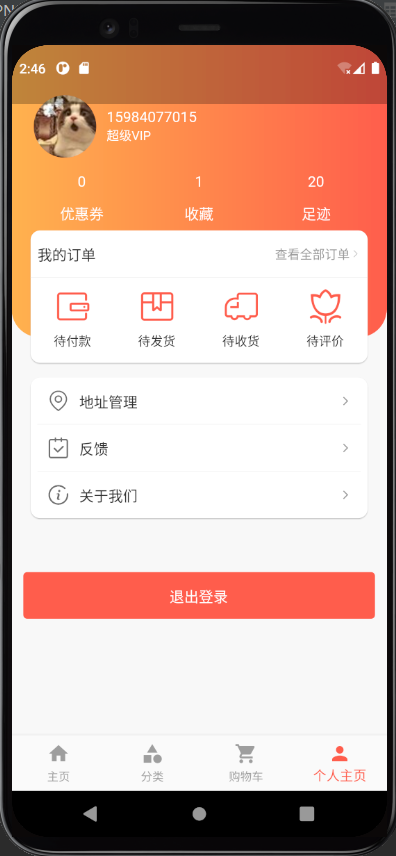 PN
2:46
15984077015
超级VIP
0 1 20
优惠券 收藏 足迹
我的订单 查看全部订单
待付款 待发货 待收货 待评价
地址管理
反馈
关于我们
退出登录
主页 分类 购物车 个人主页